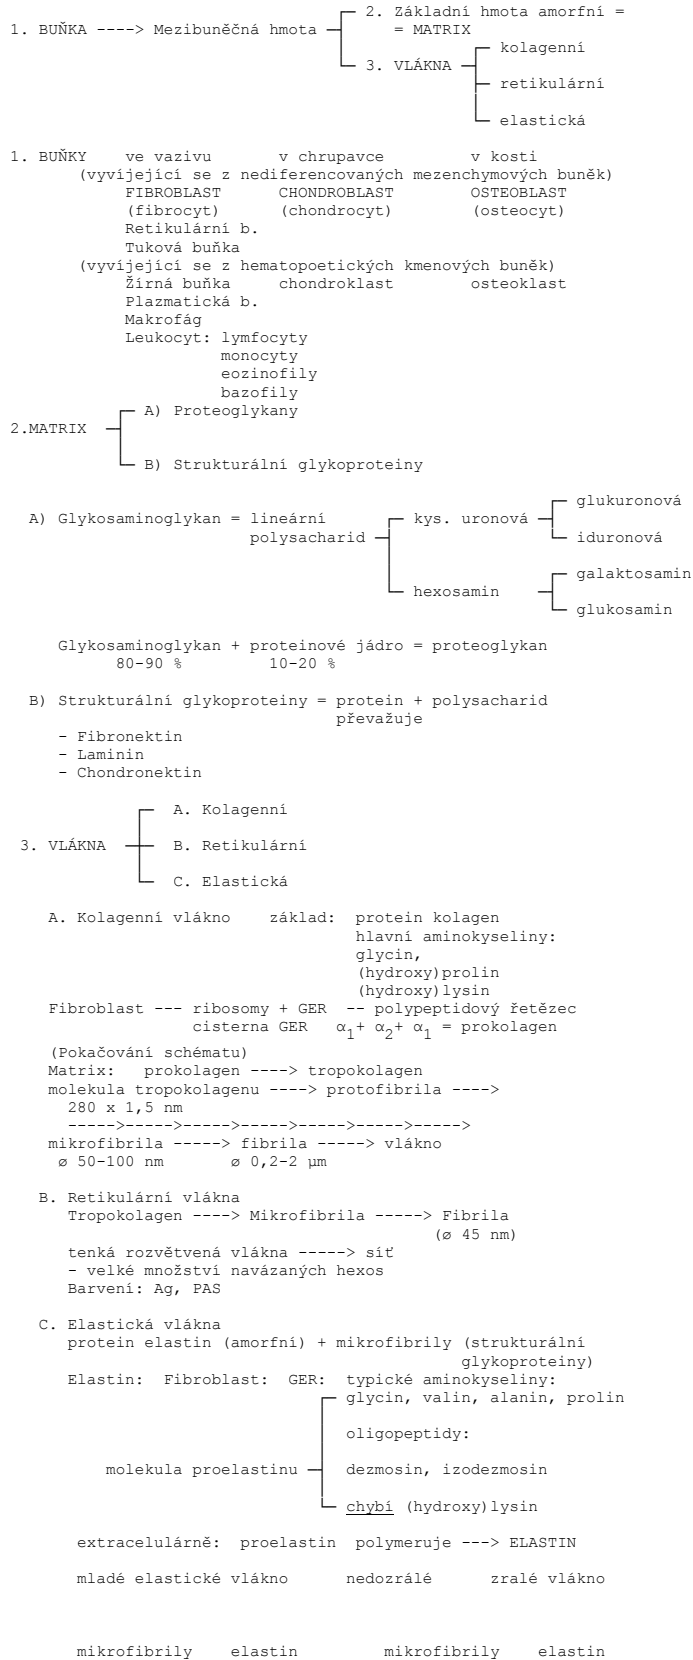 2. Základní hmota amorfní =
1. BUŇKA ----> Mezibuněčná hmota
= MATRIX
kolagenní
3. VLÁKNA
retikulární
elastická
1. BUŇKY ve vazivu v chrupavce v kosti
(vyvíjející se z nediferencovaných mezenchymových buněk)
FIBROBLAST CHONDROBLAST OSTEOBLAST
(fibrocyt) (chondrocyt) (osteocyt)
Retikulární b.
Tuková buňka
(vyvíjející se z hematopoetických kmenových buněk)
Žírná buňka chondroklast osteoklast
Plazmatická b.
Makrofág
Leukocyt: lymfocyty
monocyty
eozinofily
bazofily
A) Proteoglykany
2.MATRIX
B) Strukturální glykoproteiny
glukuronová
A) Glykosaminoglykan = lineární kys. uronová
polysacharid iduronová
galaktosamin
hexosamin
glukosamin
Glykosaminoglykan + proteinové jádro = proteoglykan
80-90 % 10-20 %
B) Strukturální glykoproteiny = protein + polysacharid
převažuje
- Fibronektin
- Laminin
- Chondronektin
A. Kolagenní
3. VLÁKNA B. Retikulární
C. Elastická
A. Kolagenní vlákno základ: protein kolagen
hlavní aminokyseliny:
glycin,
(hydroxy)prolin
(hydroxy)lysin
Fibroblast --- ribosomy + GER -- polypeptidový řetězec
cisterna GER α1+ α2+ α1 = prokolagen
(Pokačování schématu)
Matrix: prokolagen ----> tropokolagen
molekula tropokolagenu ----> protofibrila ---->
280 x 1,5 nm
----->----->----->----->----->----->----->
mikrofibrila -----> fibrila -----> vlákno
ø 50-100 nm ø 0,2-2 µm
B. Retikulární vlákna
Tropokolagen ----> Mikrofibrila -----> Fibrila
(ø 45 nm)
tenká rozvětvená vlákna -----> síť
- velké množství navázaných hexos
Barvení: Ag, PAS
C. Elastická vlákna
protein elastin (amorfní) + mikrofibrily (strukturální
glykoproteiny)
Elastin: Fibroblast: GER: typické aminokyseliny:
glycin, valin, alanin, prolin
oligopeptidy:
molekula proelastinu dezmosin, izodezmosin
chybí (hydroxy)lysin
extracelulárně: proelastin polymeruje ---> ELASTIN
mladé elastické vlákno nedozrálé zralé vlákno
mikrofibrily elastin mikrofibrily elastin